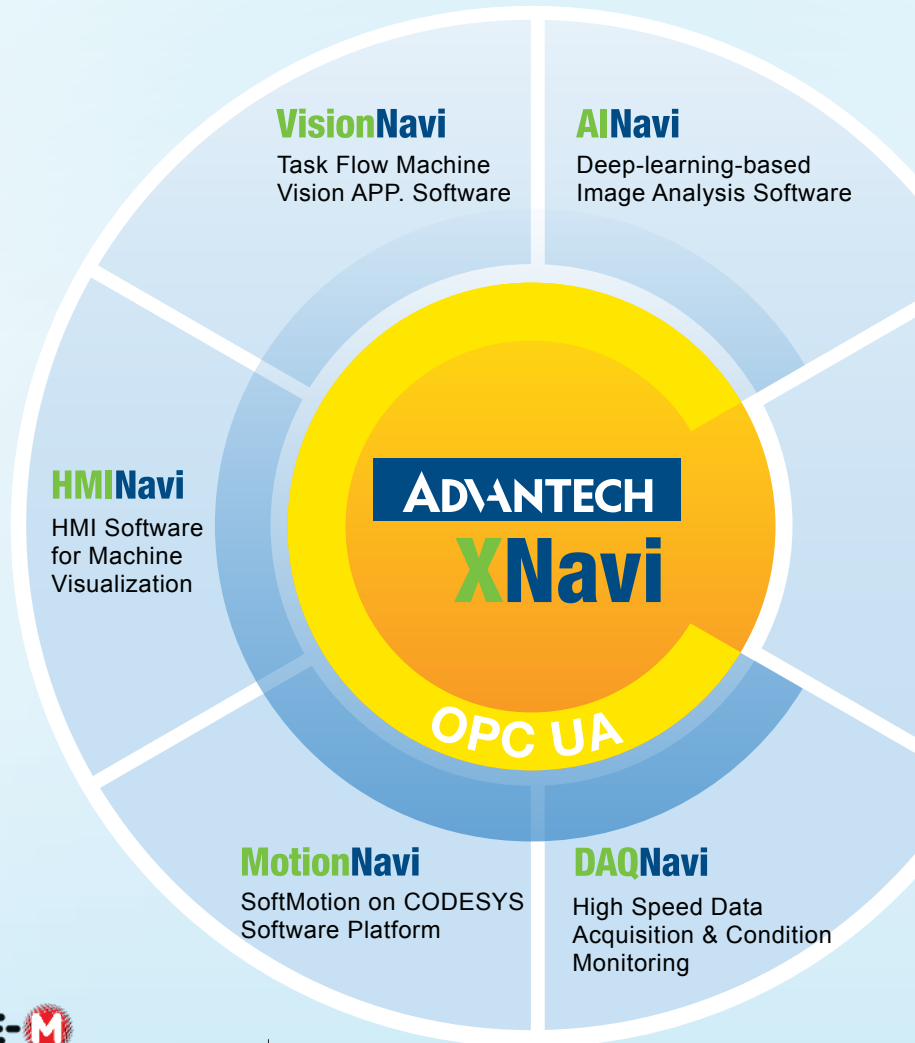 VisionNavi
Task Flow Machine
Vision APP. Software
AINavi
Deep-learning-based
Image Analysis Software
HMINavi
HMI Software
for Machine
Visualization
ADVANTECH
XNavi
OPC UA
MotionNavi
SoftMotion on CODESYS
Software Platform
DAQNavi
High Speed Data
Acquisition & Condition
Monitoring
M